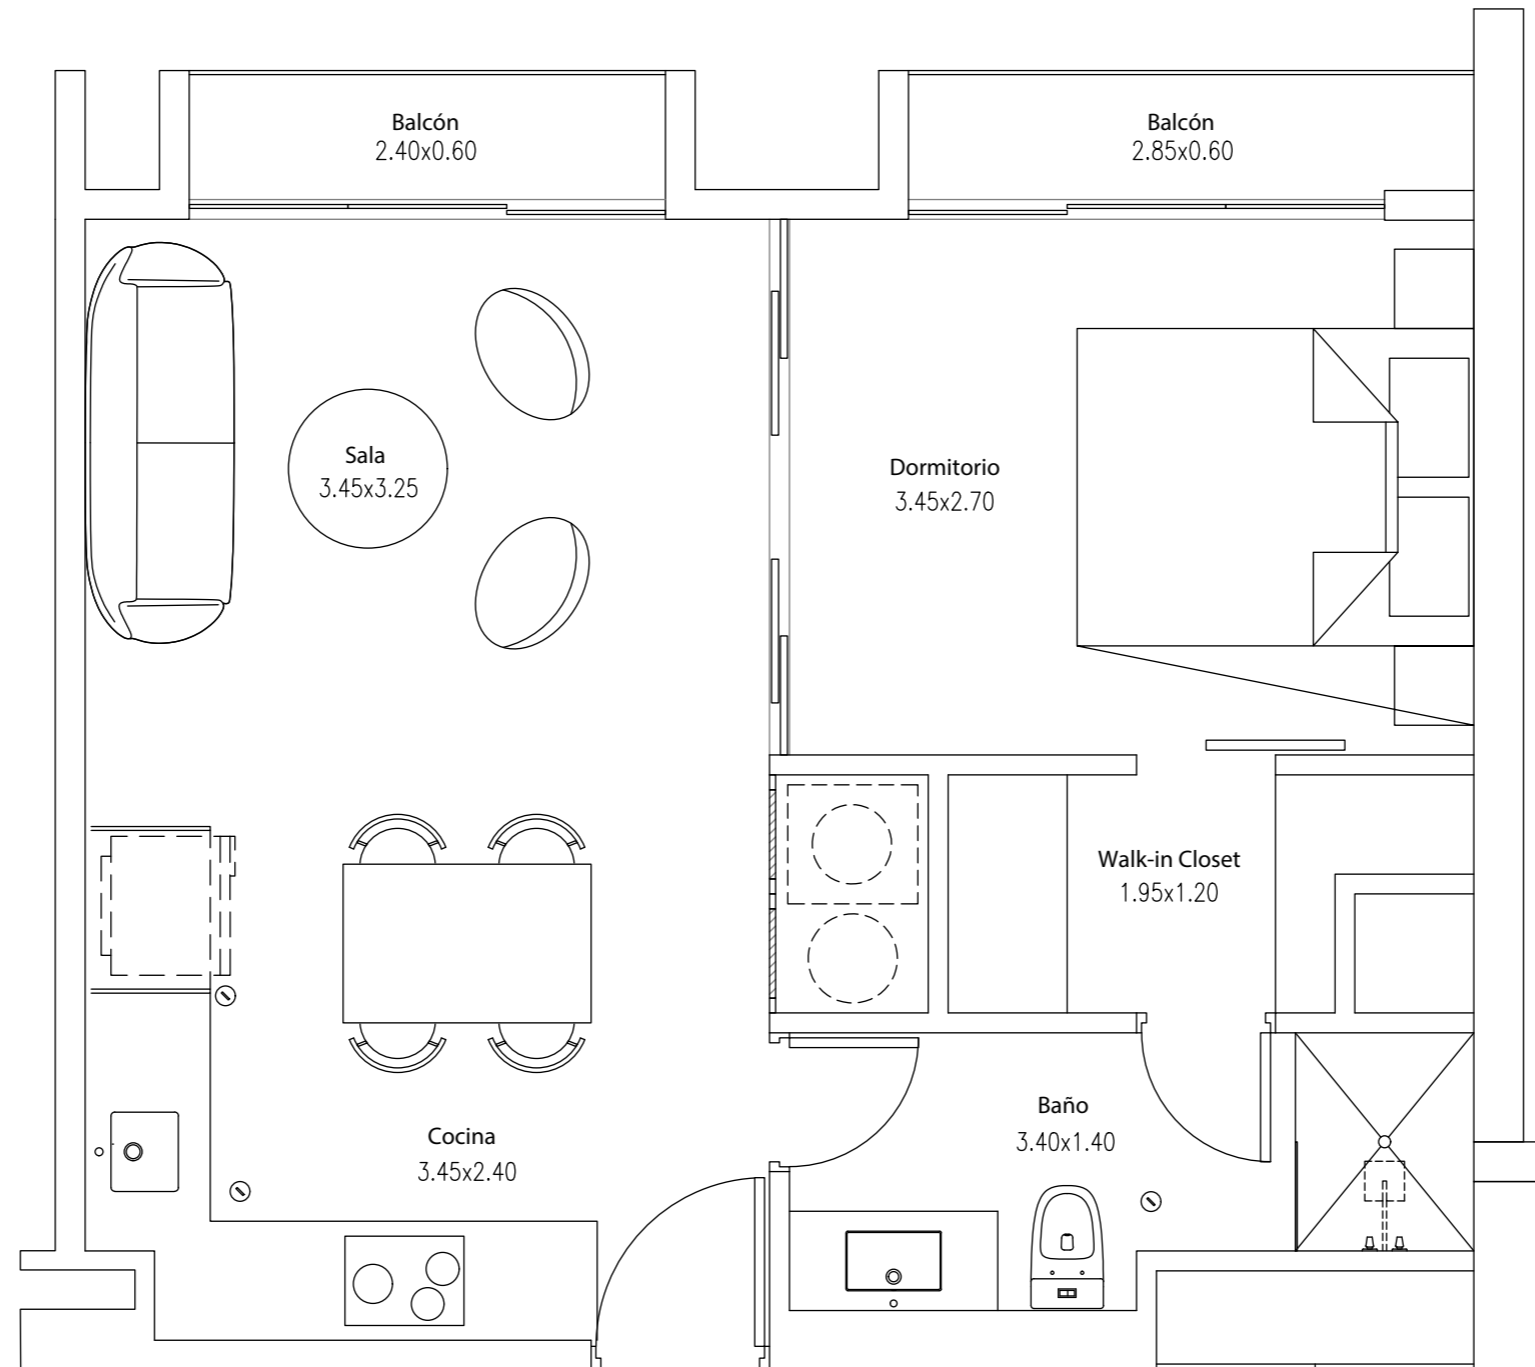 Balcón
2.40x0.60
Balcón
2.85x0.60
Sala
3.45x3.25
Dormitorio
3.45x2.70
Walk-in Closet
1.95x1.20
Baño
3.40x1.40
Cocina
3.45x2.40